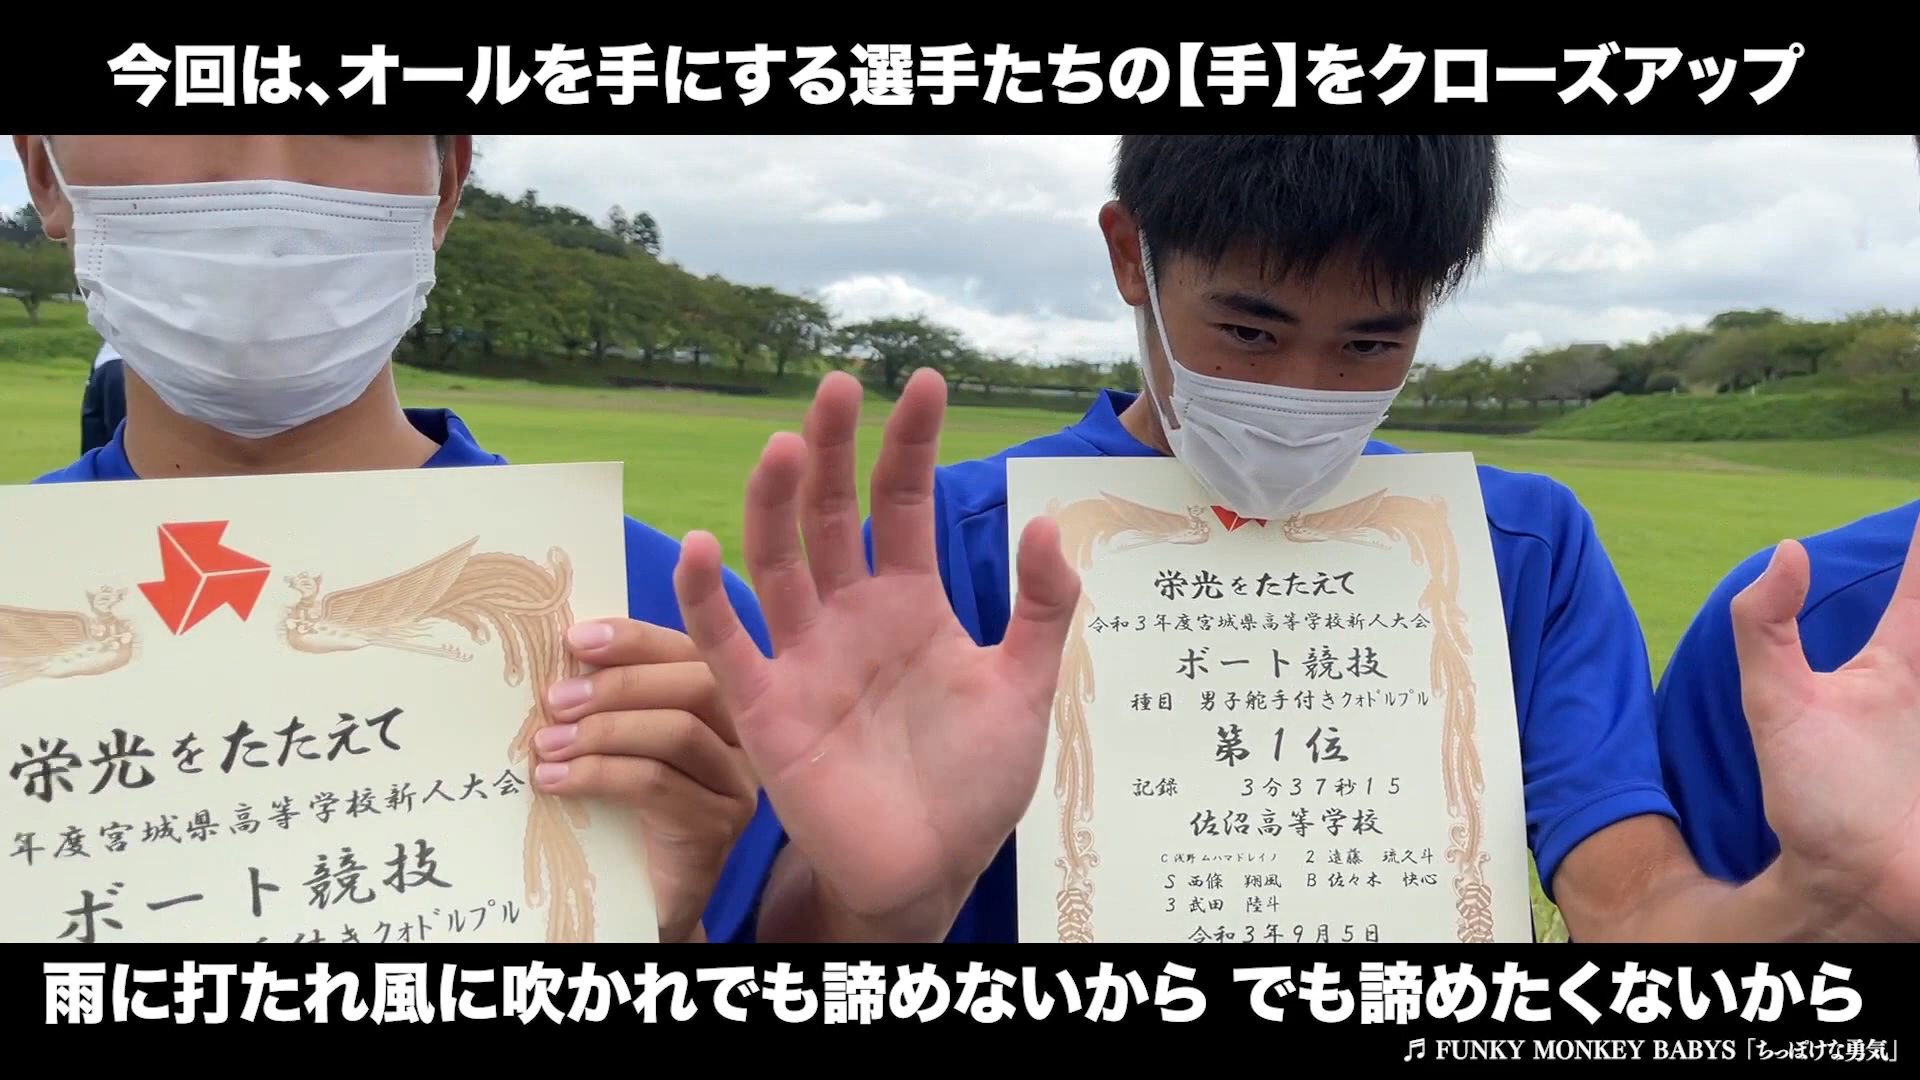 今回は、オールを手にする選手たちの【手】をクローズアップ
栄光をたたえて
年度宮城県高等学校新人大会
ボート競技
付きクォドルプル
栄光をたたえて
令和3年度宮城県高等学校新人大会
ボート競技
種目 男子舵手付きクォドルプル
第1位
記録 3分37秒15
佐沼高等学校
C 浅野 ムハマドレイノ 2 遠藤 琉久斗
S 西條 翔風 B 佐々木 快心
3 武田 陸斗
令和3年9月5日
雨に打たれ風に吹かれでも諦めないから でも諦めたくないから
♬ FUNKY MONKEY BABYS「ちっぽけな勇気」